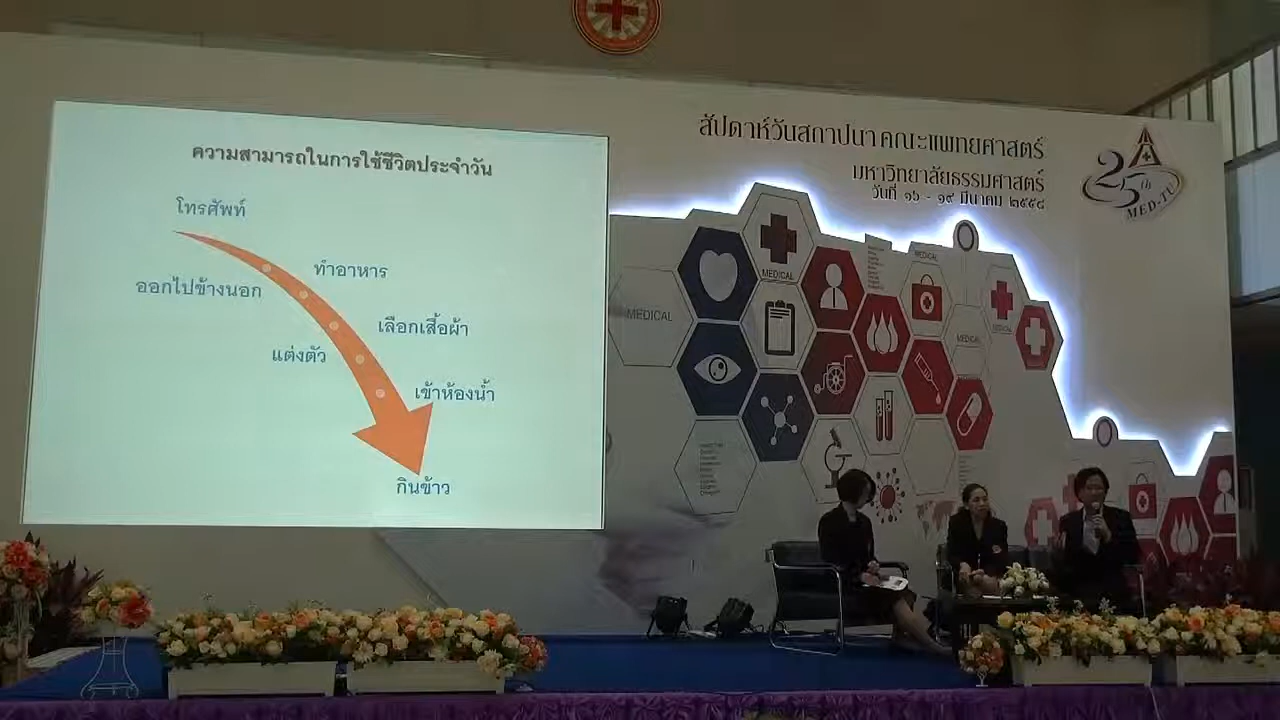 ความสามารถในการใช้ชีวิตประจำวัน
โทรศัพท์
ทำอาหาร
ออกไปข้างนอก
เลือกเสื้อผ้า
แต่งตัว
เข้าห้องน้ำ
กินข้าว
สัปดาห์วันสถาปนา คณะแพทยศาสตร์
มหาวิทยาลัยธรรมศาสตร์
วันที่ ๑๖ - ๑๙ มีนาคม ๒๕๕๘
25th
MED-TU
MEDICAL
MEDICAL
MEDICAL
MEDICAL
MEDICAL